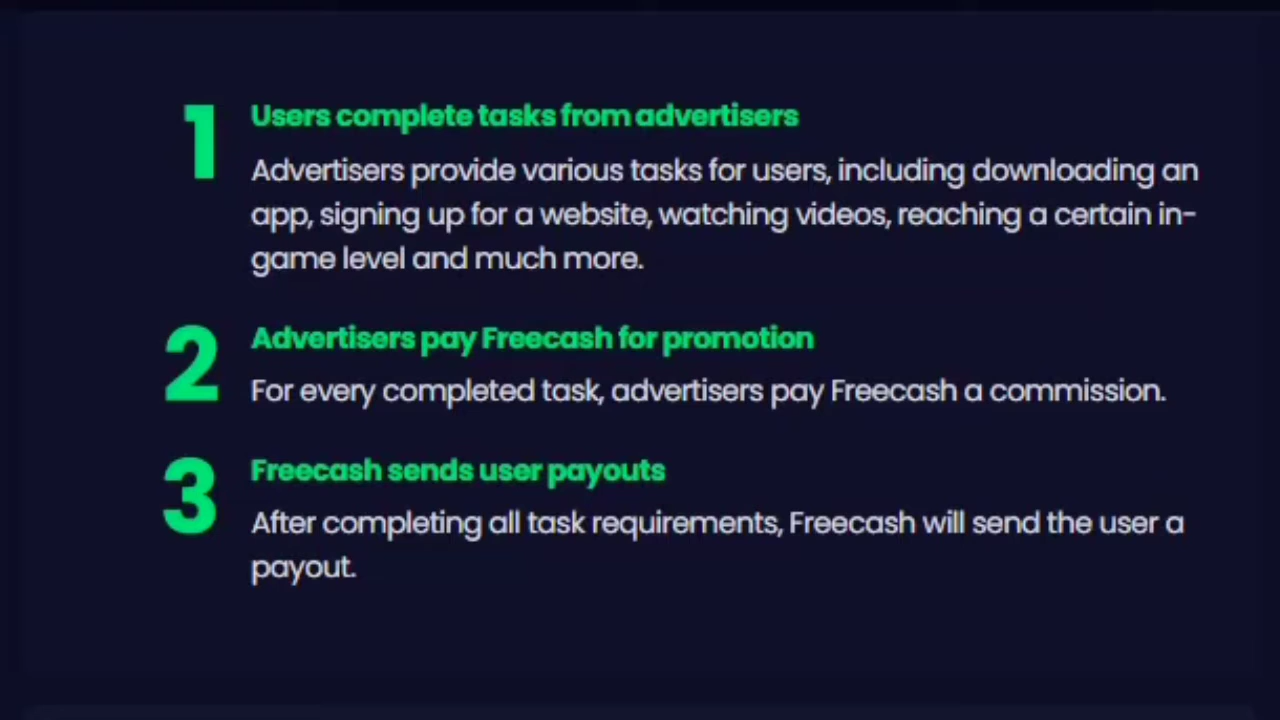 1 Users complete tasks from advertisers
Advertisers provide various tasks for users, including downloading an
app, signing up for a website, watching videos, reaching a certain in-
game level and much more.
2 Advertisers pay Freecash for promotion
For every completed task, advertisers pay Freecash a commission.
3 Freecash sends user payouts
After completing all task requirements, Freecash will send the user a
payout.